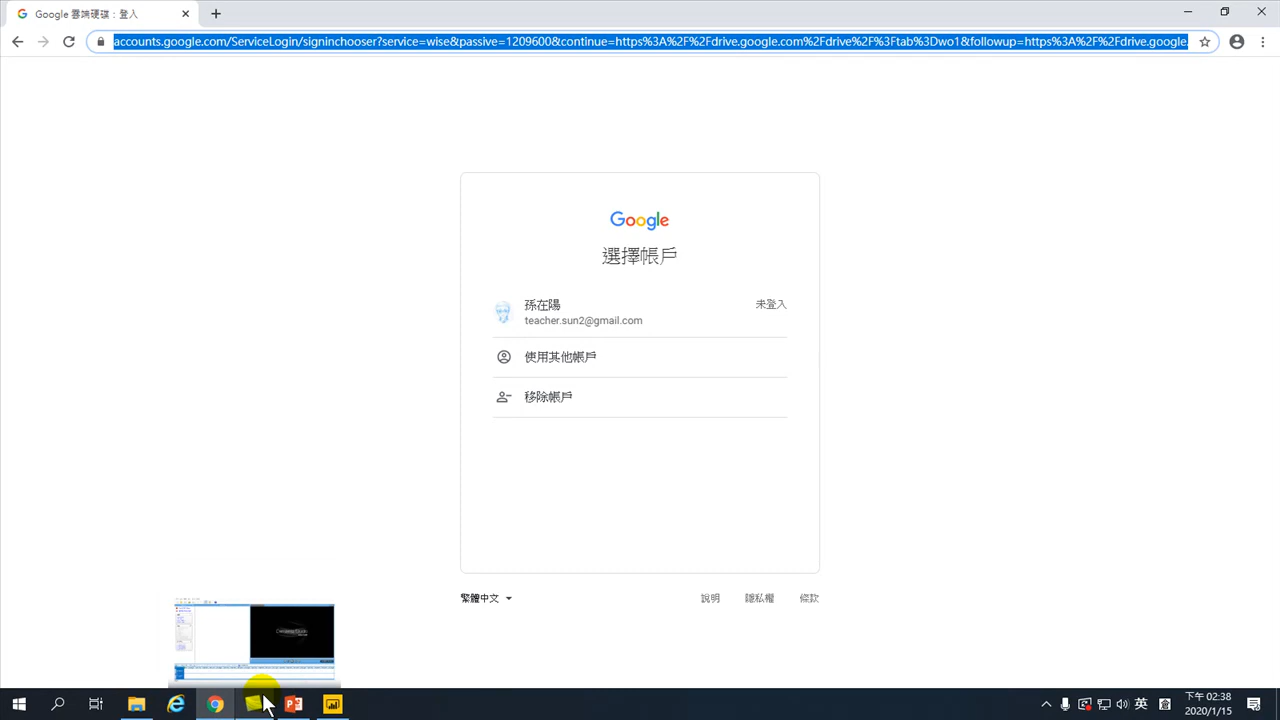 Google 雲端硬碟：登入
accounts.google.com/ServiceLogin/signinchooser?service=wise&passive=1209600&continue=https%3A%2F%2Fdrive.google.com%2Fdrive%2F%3Ftab%3Dwo1&followup=https%3A%2F%2Fdrive.google.
Google
選擇帳戶
孫在陽
未登入
teacher.sun2@gmail.com
使用其他帳戶
移除帳戶
繁體中文
說明
隱私權
條款
英
下午 02:38
2020/1/15